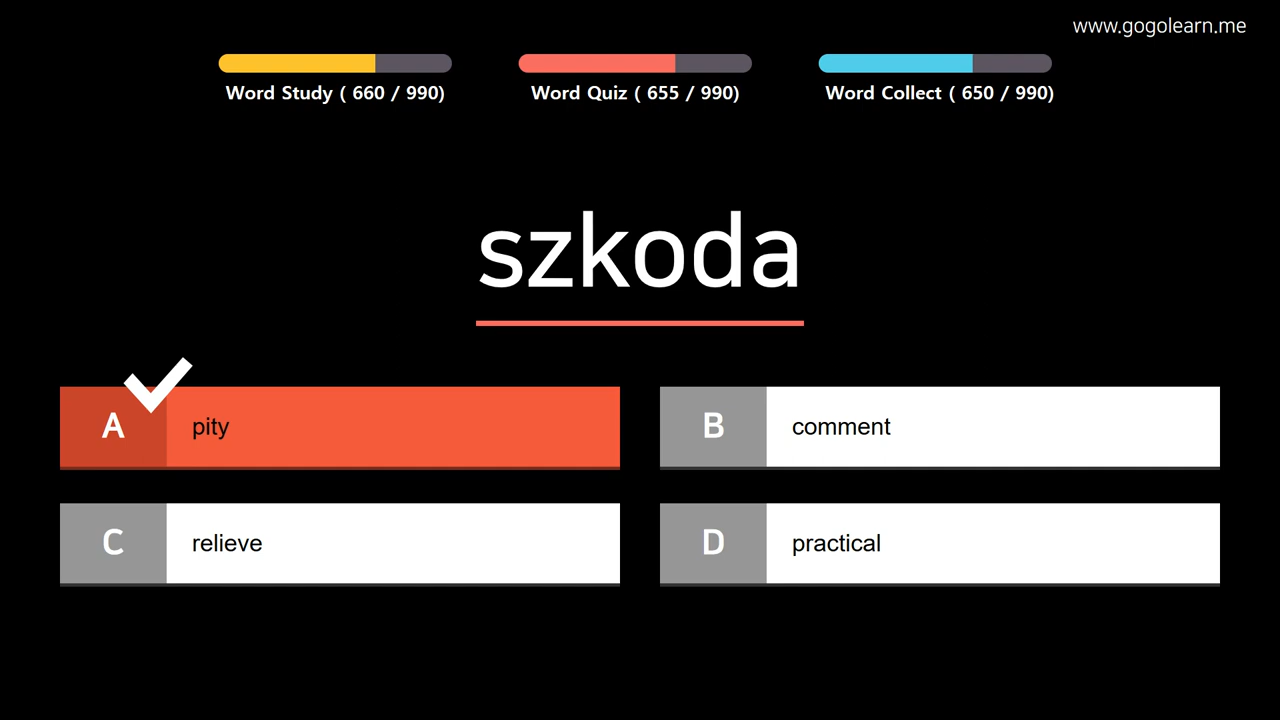 www.gogolearn.me
Word Study ( 660 / 990)
Word Quiz ( 655 / 990)
Word Collect ( 650 / 990)
szkoda
A
pity
B
comment
C
relieve
D
practical